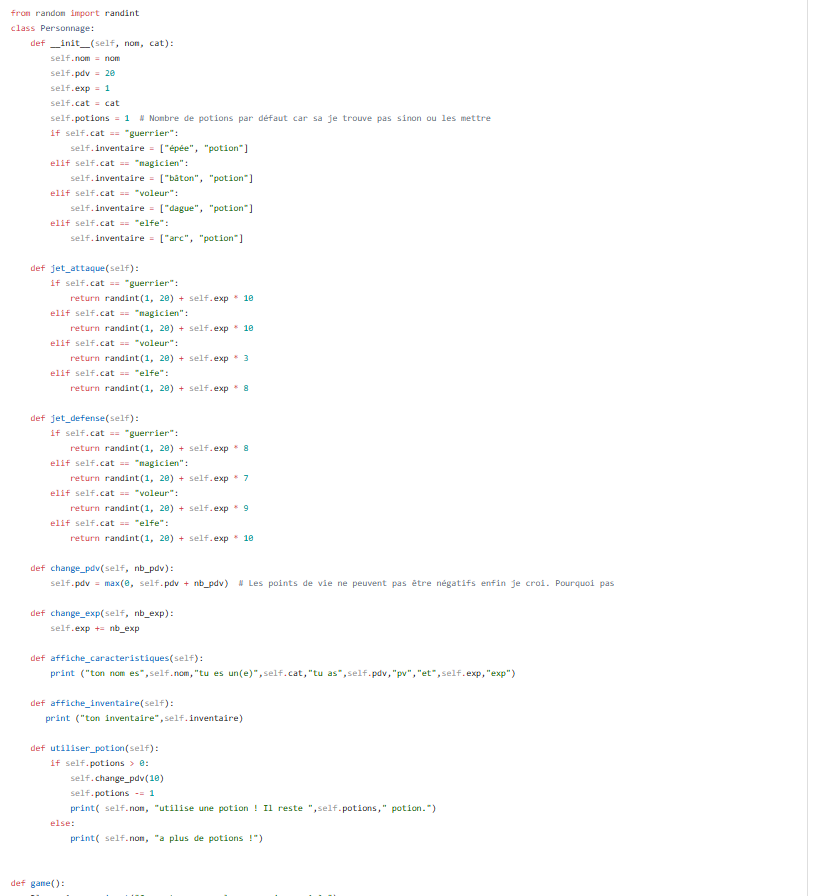 from random import randint
class Personnage:
    def __init__(self, nom, cat):
        self.nom = nom
        self.pdv = 20
        self.exp = 1
        self.cat = cat
        self.potions = 1  # Nombre de potions par défaut car sa je trouve pas sinon ou les mettre
        if self.cat == "guerrier":
            self.inventaire = ["épée", "potion"]
        elif self.cat == "magicien":
            self.inventaire = ["bâton", "potion"]
        elif self.cat == "voleur":
            self.inventaire = ["dague", "potion"]
        elif self.cat == "elfe":
            self.inventaire = ["arc", "potion"]
    def jet_attaque(self):
        if self.cat == "guerrier":
            return randint(1, 20) + self.exp * 10
        elif self.cat == "magicien":
            return randint(1, 20) + self.exp * 10
        elif self.cat == "voleur":
            return randint(1, 20) + self.exp * 3
        elif self.cat == "elfe":
            return randint(1, 20) + self.exp * 8
    def jet_defense(self):
        if self.cat == "guerrier":
            return randint(1, 20) + self.exp * 8
        elif self.cat == "magicien":
            return randint(1, 20) + self.exp * 7
        elif self.cat == "voleur":
            return randint(1, 20) + self.exp * 9
        elif self.cat == "elfe":
            return randint(1, 20) + self.exp * 10
    def change_pdv(self, nb_pdv):
        self.pdv = max(0, self.pdv + nb_pdv)  # Les points de vie ne peuvent pas être négatifs enfin je croi. Pourquoi pas
    def change_exp(self, nb_exp):
        self.exp += nb_exp
    def affiche_caracteristiques(self):
        print ("ton nom es",self.nom,"tu es un(e)",self.cat,"tu as",self.pdv,"pv","et",self.exp,"exp")
    def affiche_inventaire(self):
       print ("ton inventaire",self.inventaire)
    def utiliser_potion(self):
        if self.potions > 0:
            self.change_pdv(10)
            self.potions -= 1
            print( self.nom, "utilise une potion ! Il reste ",self.potions," potion.")
        else:
            print( self.nom, "a plus de potions !")
def game():